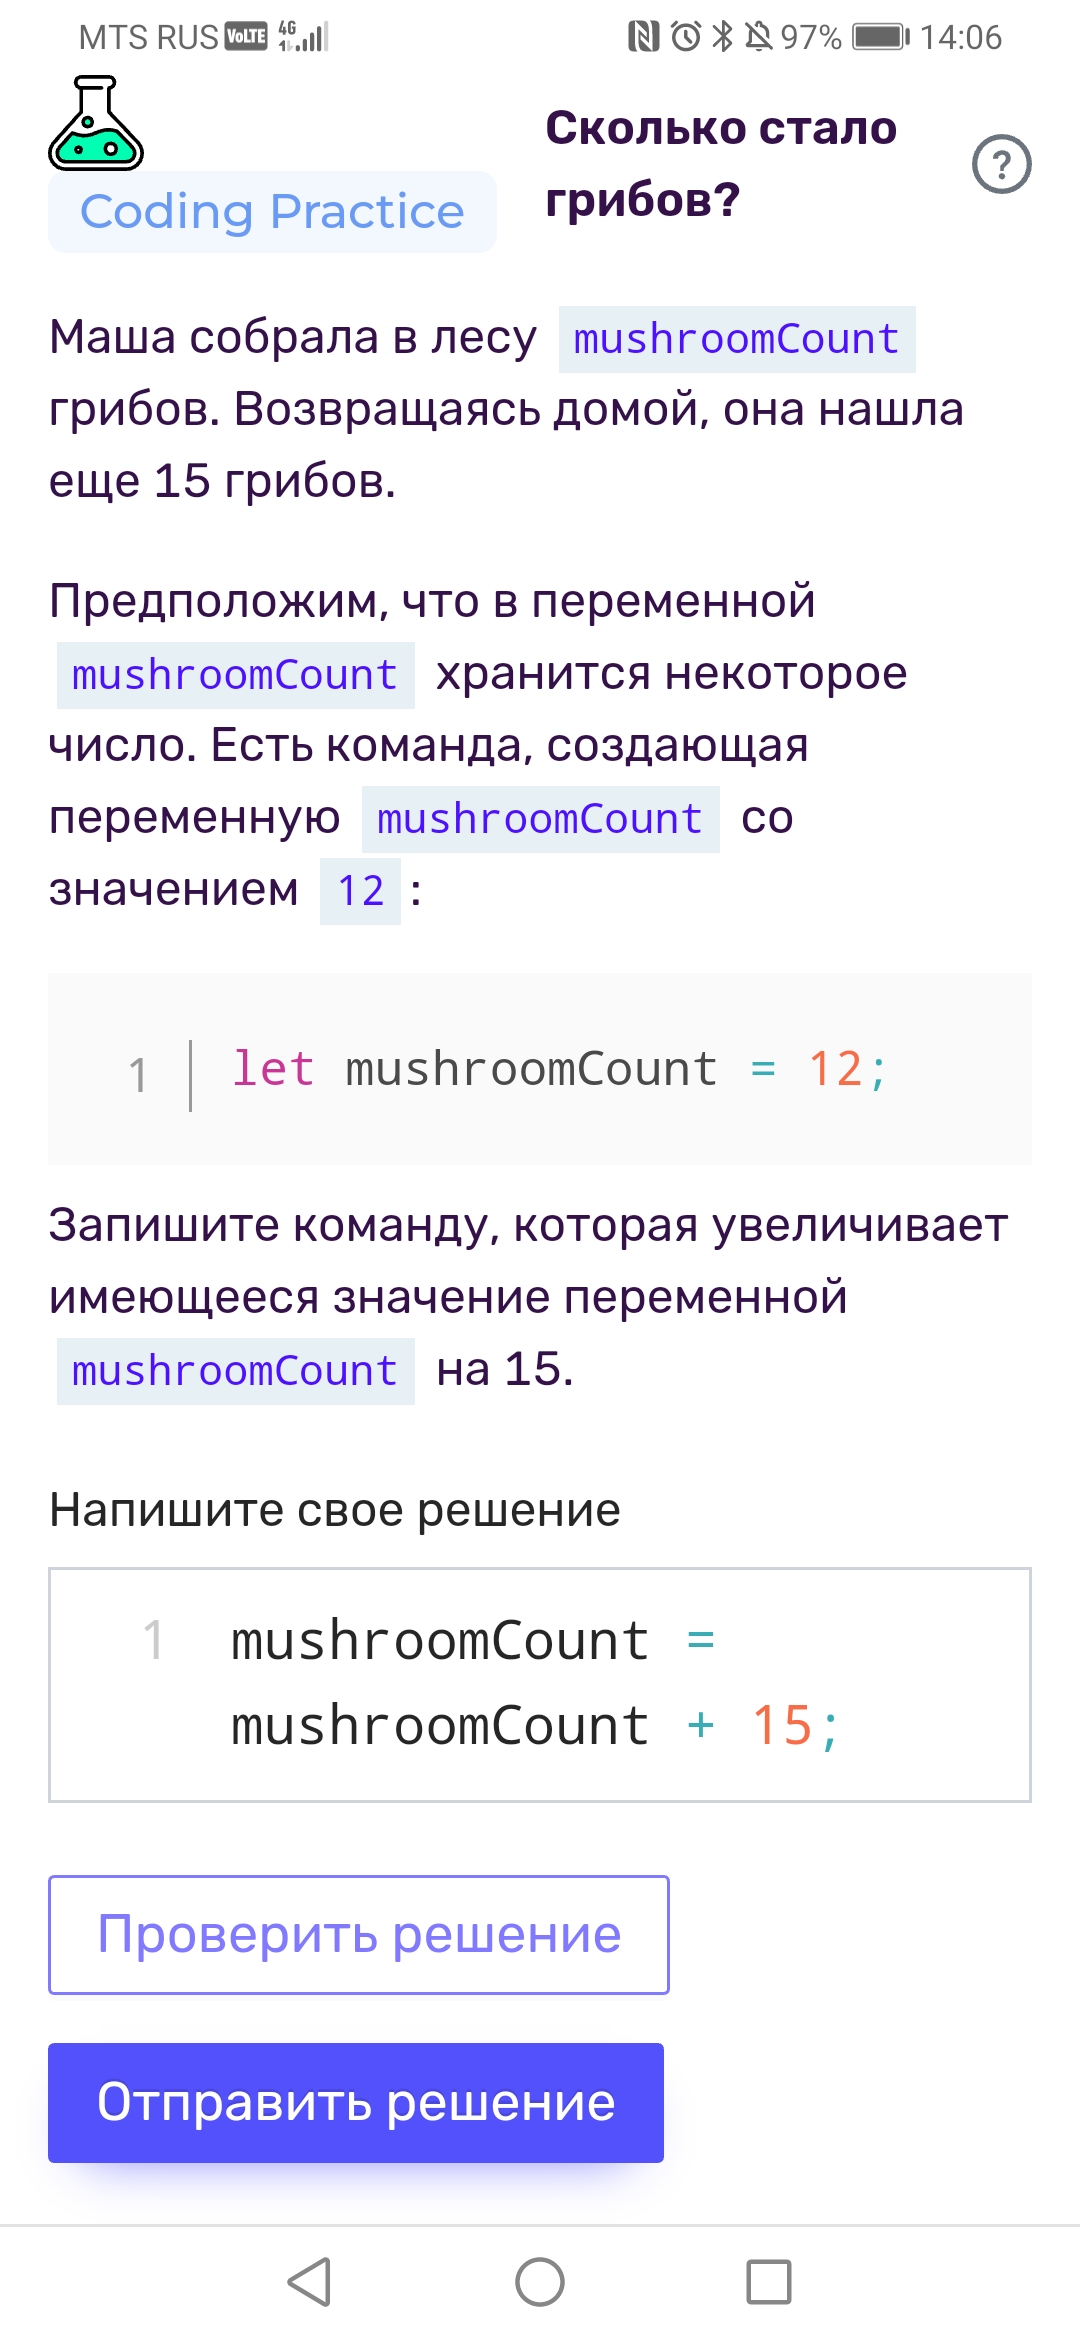 MTS RUS VoLTE 4G 97% 14:06
Сколько стало
грибов?
?
Coding Practice
Маша собрала в лесу mushroomCount
грибов. Возвращаясь домой, она нашла
еще 15 грибов.
Предположим, что в переменной
mushroomCount хранится некоторое
число. Есть команда, создающая
переменную mushroomCount со
значением 12 :
1 let mushroomCount = 12;
Запишите команду, которая увеличивает
имеющееся значение переменной
mushroomCount на 15.
Напишите свое решение
1 mushroomCount =
mushroomCount + 15;
Проверить решение
Отправить решение